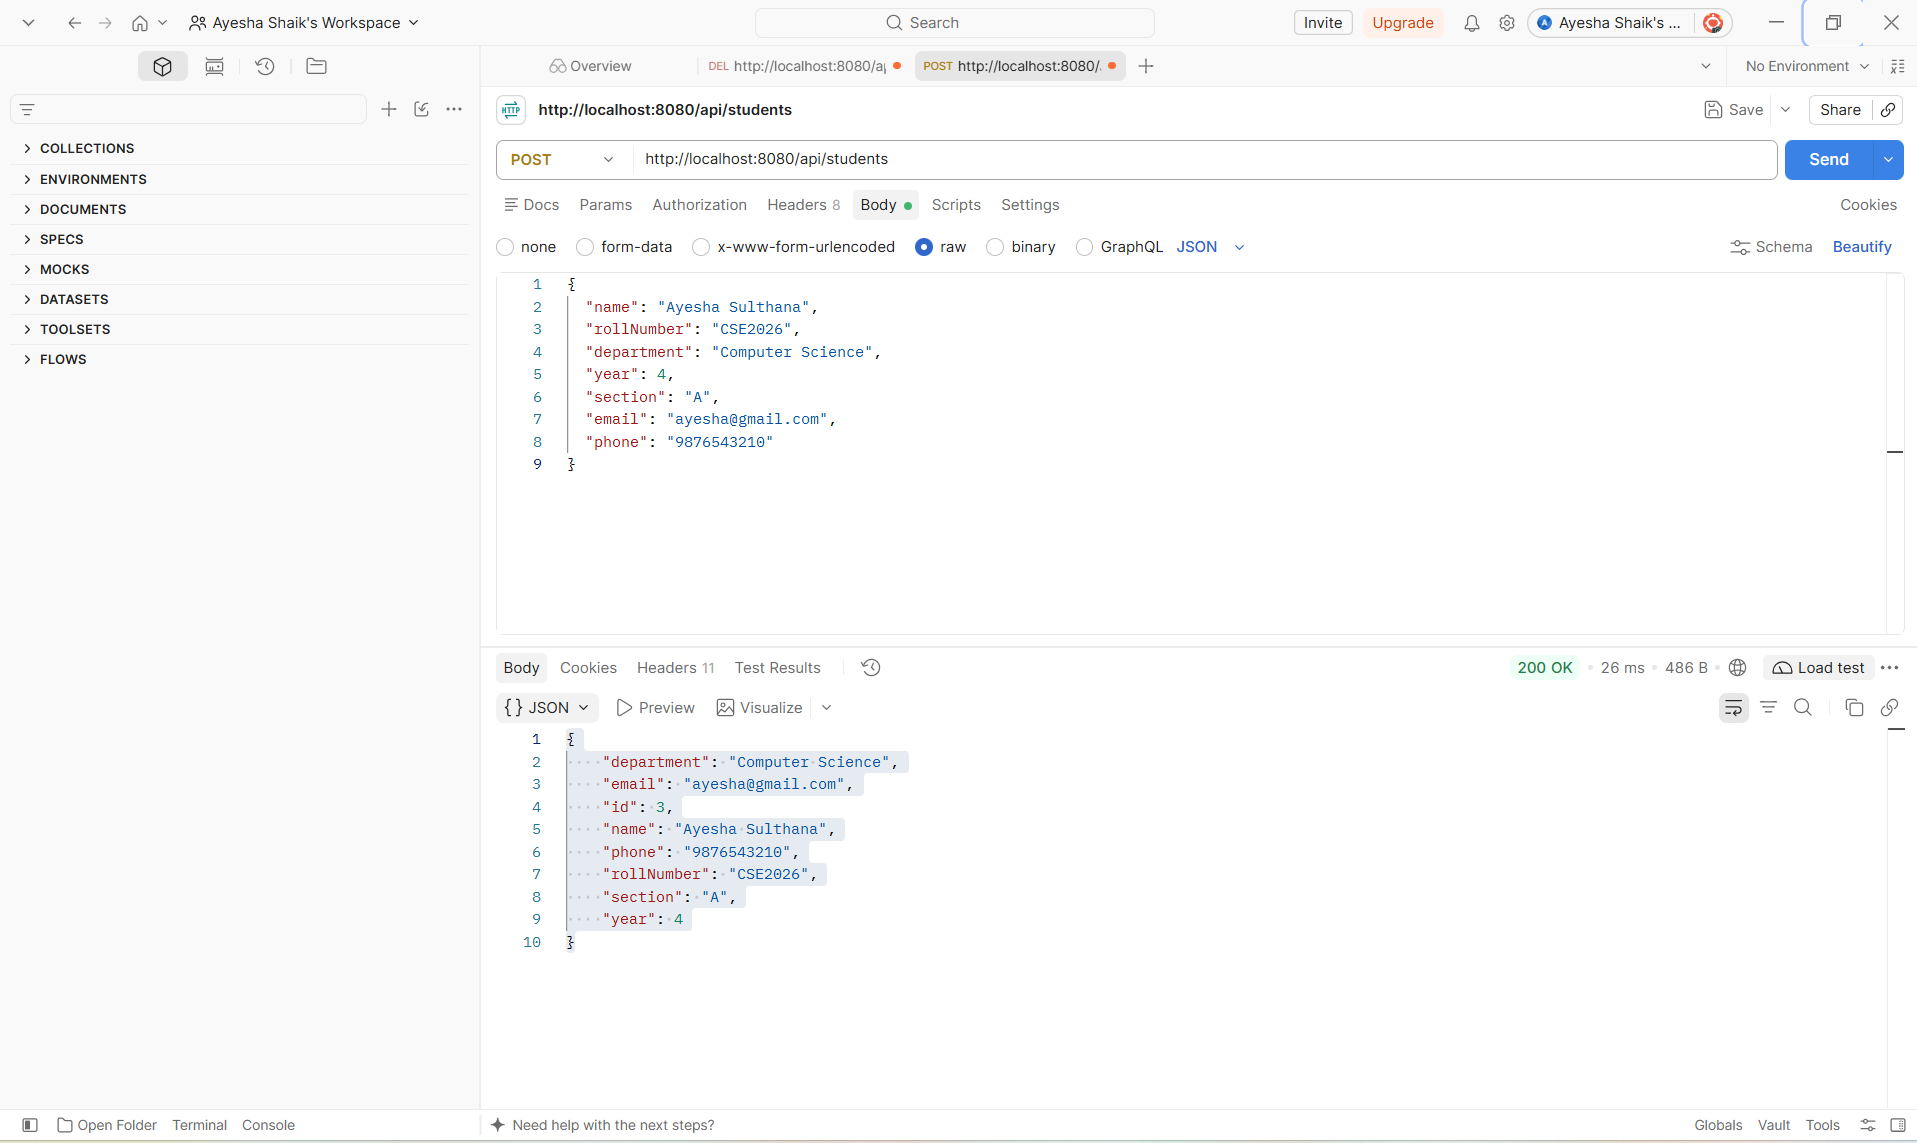 Ayesha Shaik's Workspace
Search
Invite
Upgrade
A Ayesha Shaik's ...
Overview
DEL http://localhost:8080/ap
POST http://localhost:8080/.
No Environment
HTTP http://localhost:8080/api/students
Save
Share
COLLECTIONS
ENVIRONMENTS
DOCUMENTS
SPECS
MOCKS
DATASETS
TOOLSETS
FLOWS
POST http://localhost:8080/api/students
Send
Docs Params Authorization Headers 8 Body Scripts Settings
Cookies
none form-data x-www-form-urlencoded raw binary GraphQL JSON
Schema Beautify
1 {
2 "name": "Ayesha Sulthana",
3 "rollNumber": "CSE2026",
4 "department": "Computer Science",
5 "year": 4,
6 "section": "A",
7 "email": "ayesha@gmail.com",
8 "phone": "9876543210"
9 }
Body Cookies Headers 11 Test Results
200 OK • 26 ms • 486 B •
Load test
{ } JSON Preview Visualize
1 {
2 "department": "Computer Science",
3 "email": "ayesha@gmail.com",
4 "id": 3,
5 "name": "Ayesha Sulthana",
6 "phone": "9876543210",
7 "rollNumber": "CSE2026",
8 "section": "A",
9 "year": 4
10 }
Open Folder Terminal Console
Need help with the next steps?
Globals Vault Tools